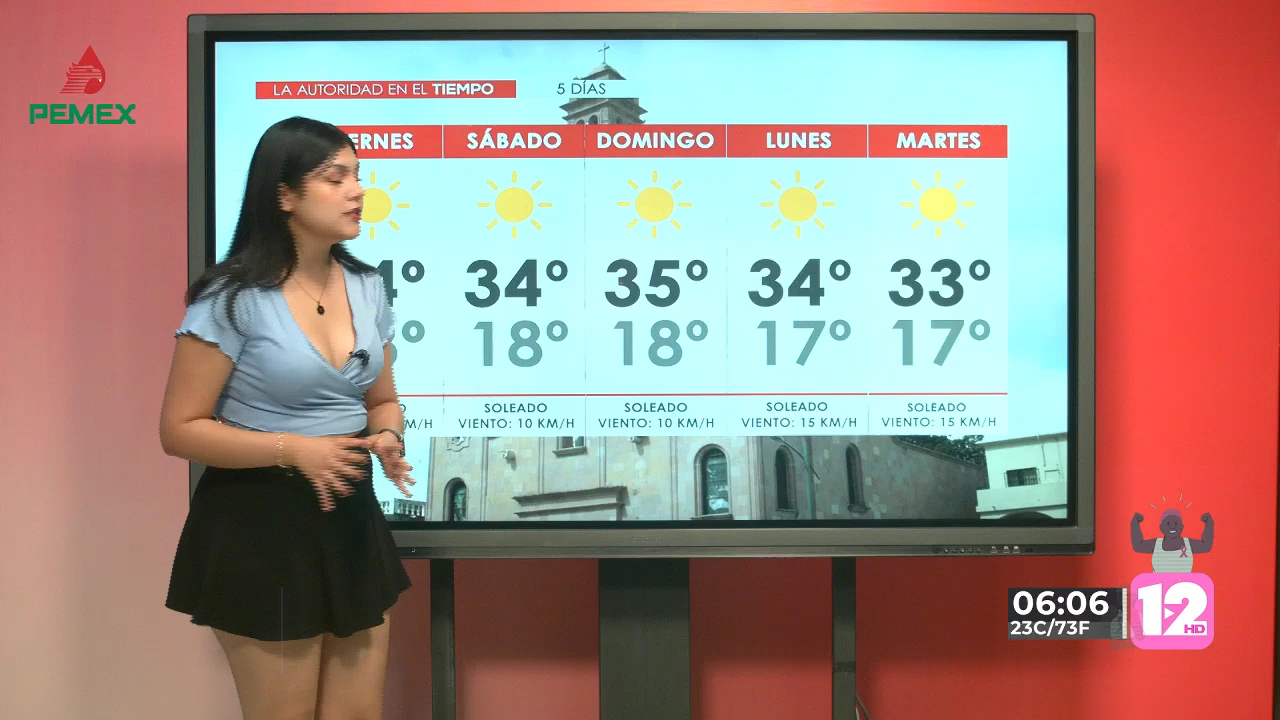 PEMEX
LA AUTORIDAD EN EL TIEMPO
5 DÍAS
ERNES SÁBADO DOMINGO LUNES MARTES
4° 34° 35° 34° 33°
18° 18° 17° 17°
SOLEADO SOLEADO SOLEADO SOLEADO
M/H VIENTO: 10 KM/H VIENTO: 10 KM/H VIENTO: 15 KM/H VIENTO: 15 KM/H
06:06
23C/73F
12
HD